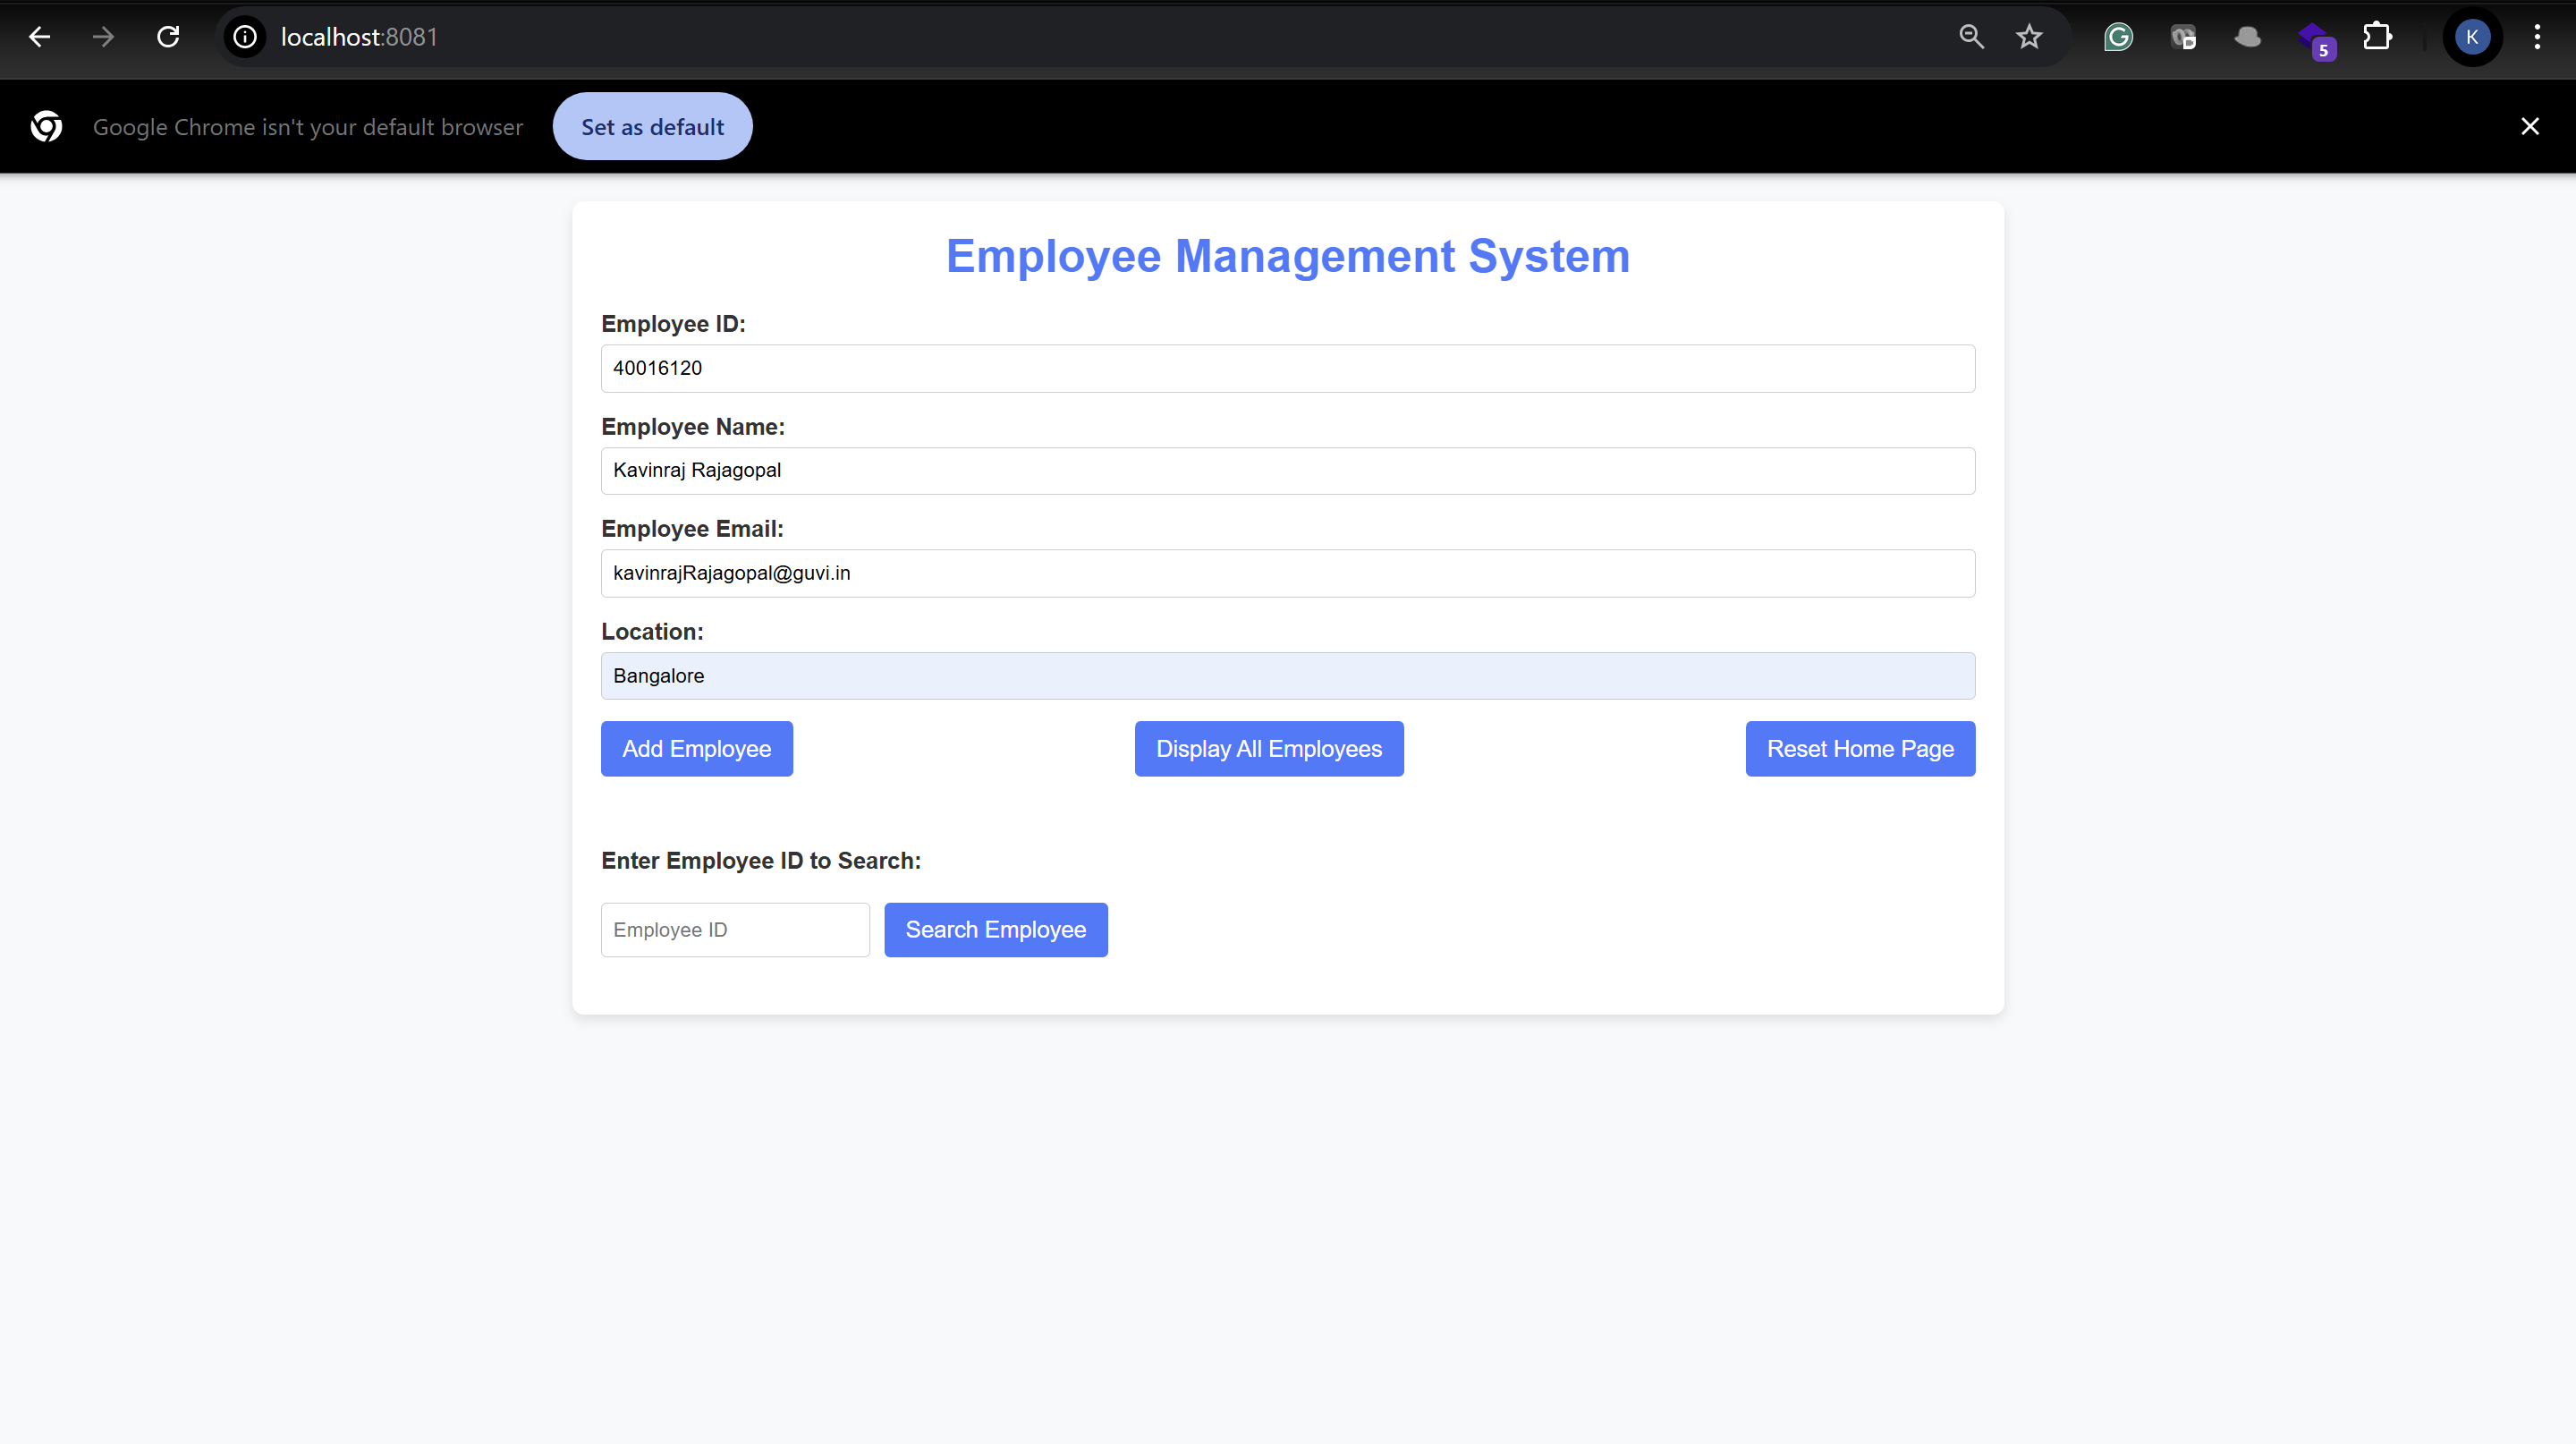 localhost:8081
5
K
Google Chrome isn't your default browser
Set as default
Employee Management System
Employee ID:
40016120
Employee Name:
Kavinraj Rajagopal
Employee Email:
kavinrajRajagopal@guvi.in
Location:
Bangalore
Add Employee
Display All Employees
Reset Home Page
Enter Employee ID to Search:
Employee ID
Search Employee